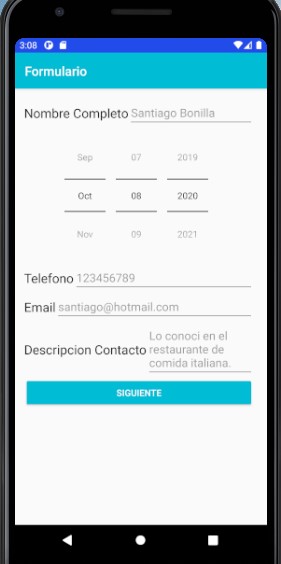 3:08
Formulario
Nombre Completo Santiago Bonilla
Sep 07 2019
Oct 08 2020
Nov 09 2021
Telefono 123456789
Email santiago@hotmail.com
Lo conoci en el
Descripcion Contacto restaurante de
comida italiana.
SIGUIENTE